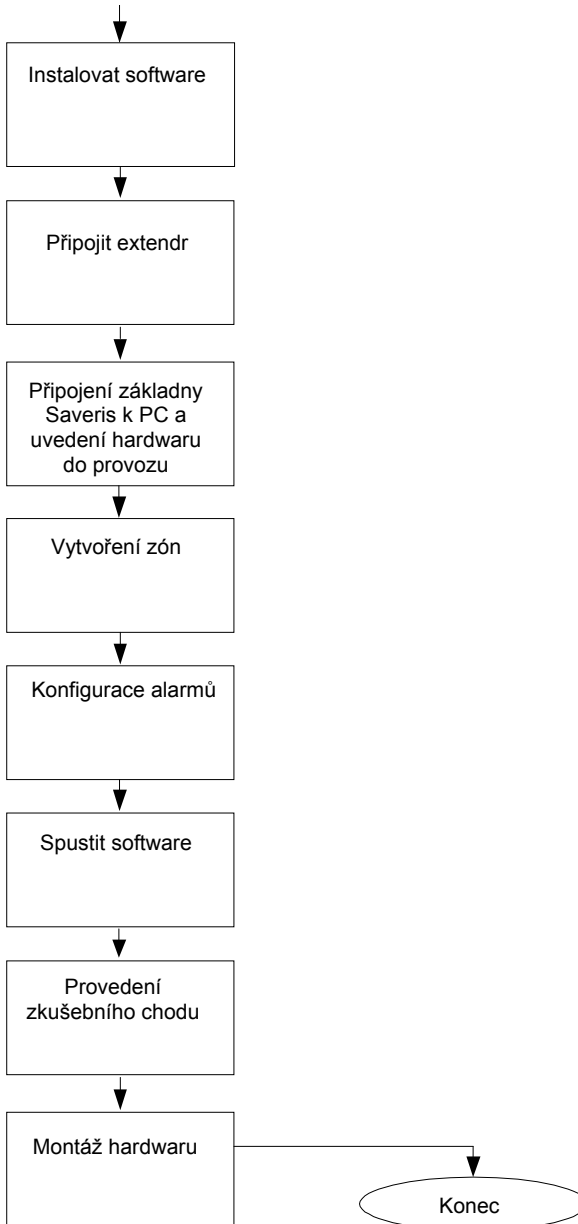 Instalovat software
Připojit extendr
Připojení základny
Saveris k PC a
uvedení hardwaru
do provozu
Vytvoření zón
Konfigurace alarmů
Spustit software
Provedení
zkušebního chodu
Montáž hardwaru
Konec